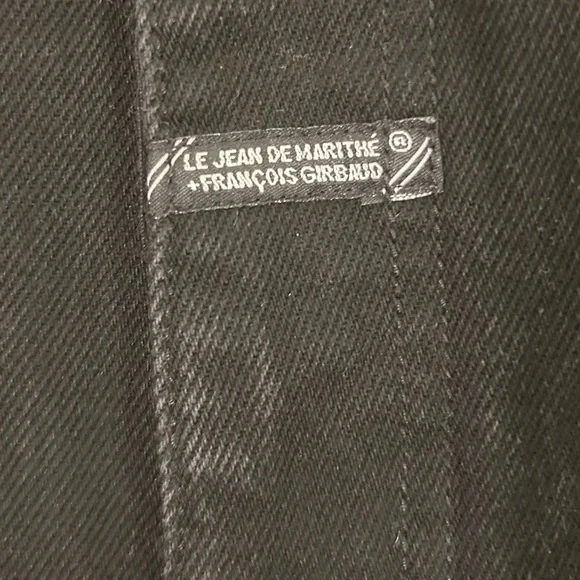 LE JEAN DE MARITHÉ ®
+FRANÇOIS GIRBAUD